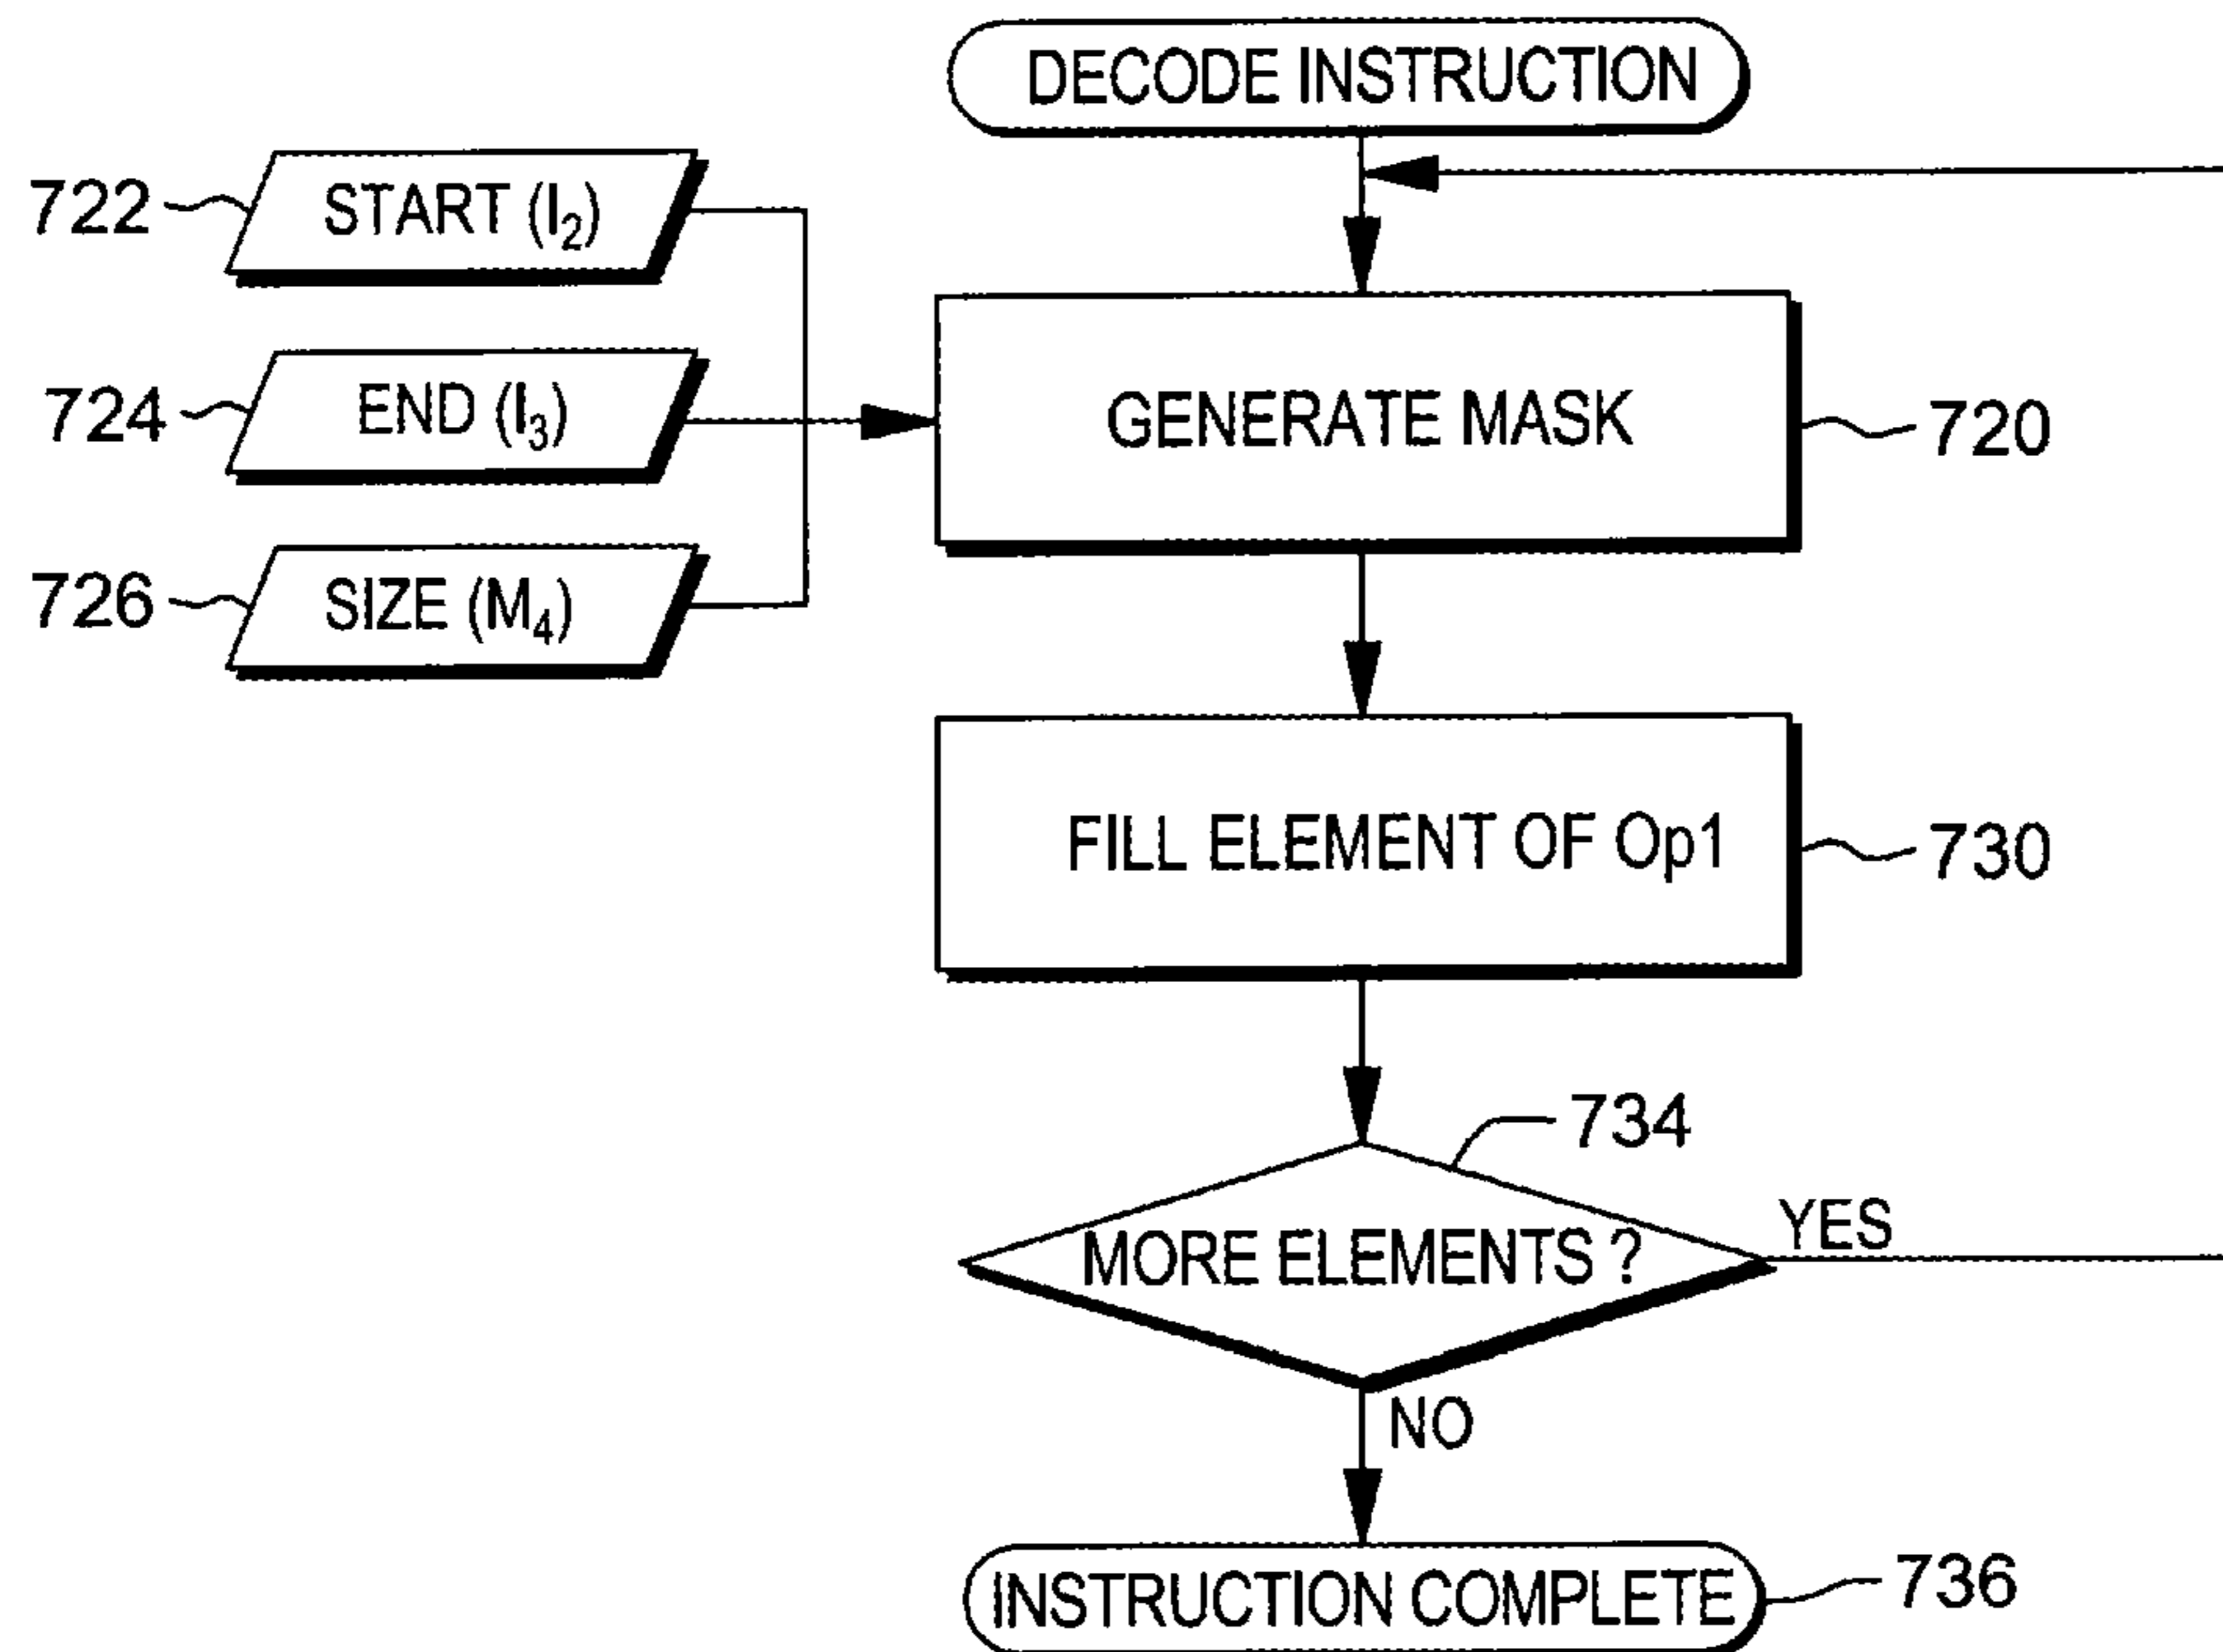 DECODE INSTRUCTION
722 START (I₂)
724 END (I₃)
GENERATE MASK 720
726 SIZE (M₄)
FILL ELEMENT OF Op1 730
734
MORE ELEMENTS ? YES
NO
INSTRUCTION COMPLETE 736